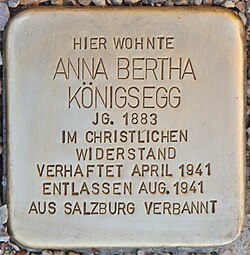 HIER WOHNTE
ANNA BERTHA
KÖNIGSEGG
JG. 1883
IM CHRISTLICHEN
WIDERSTAND
VERHAFTET APRIL 1941
ENTLASSEN AUG. 1941
AUS SALZBURG VERBANNT